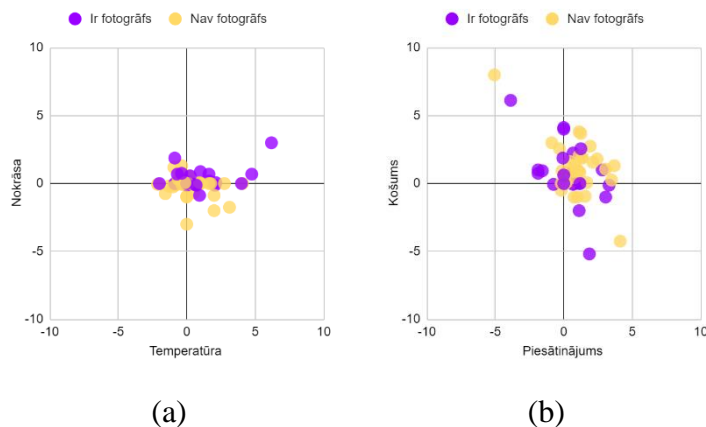 Ir fotogrāfs Nav fotogrāfs
10
5
0
-5
-10
-10 -5 0 5 10
Nokrāsa
Temperatūra
(a)
Ir fotogrāfs Nav fotogrāfs
10
5
0
-5
-10
-10 -5 0 5 10
Košums
Piesātinājums
(b)